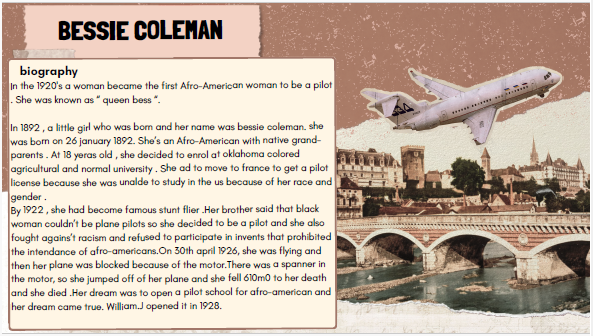 BESSIE COLEMAN
biography
In the 1920's a woman became the first Afro-American woman to be a pilot
. She was known as " queen bess ".
In 1892 , a little girl who was born and her name was bessie coleman. she
was born on 26 january 1892. She's an Afro-American with native grand-
parents . At 18 yeras old , she decided to enrol at oklahoma colored
agricultural and normal university . She ad to move to france to get a pilot
license because she was unalde to study in the us because of her race and
gender .
By 1922 , she had become famous stunt flier .Her brother said that black
woman couldn't be plane pilots so she decided to be a pilot and she also
fought agains't racism and refused to participate in invents that prohibited
the intendance of afro-americans.On 30th april 1926, she was flying and
then her plane was blocked because of the motor.There was a spanner in
the motor, so she jumped off of her plane and she fell 610m0 to her death
and she died .Her dream was to open a pilot school for afro-american and
her dream came true. William.J opened it in 1928.